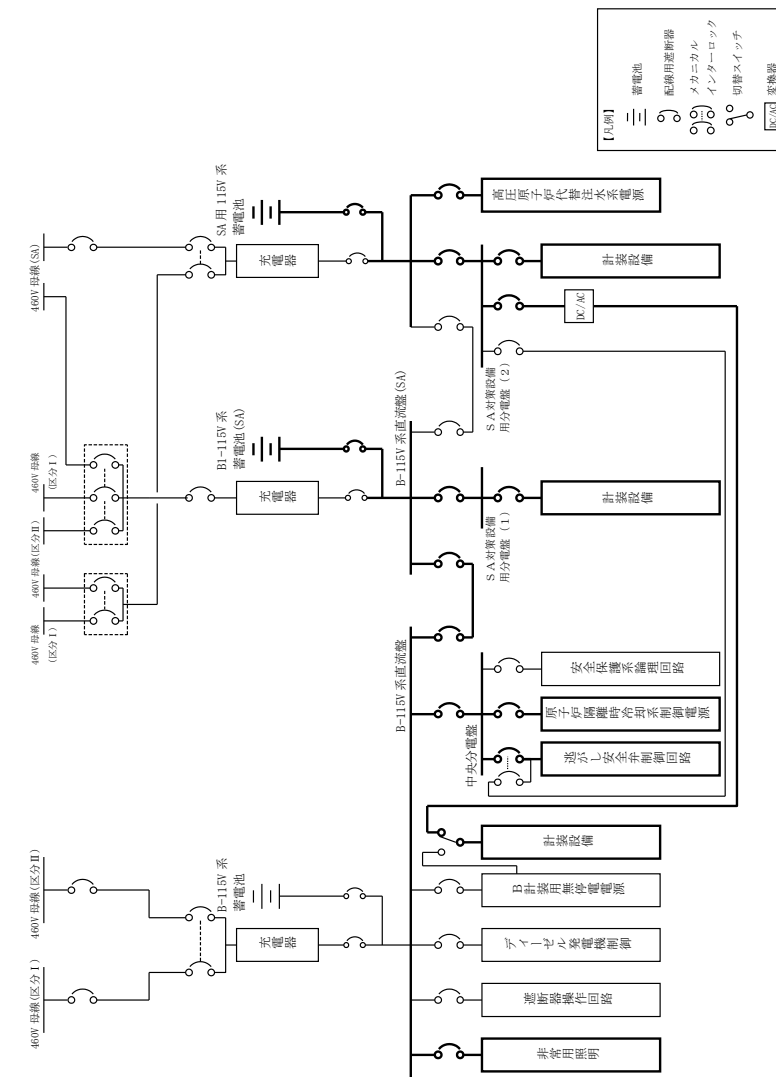 【凡例】
蓄電池
配線用遮断器
メカニカル
インターロック
切替スイッチ
DC/AC
変換器
460V 母線(SA)
460V 母線
(区分Ⅰ)
460V 母線(区分Ⅱ)
460V 母線(区分Ⅱ)
460V 母線
(区分Ⅰ)
460V 母線(区分Ⅱ)
460V 母線(区分Ⅰ)
SA用 115V 系
蓄電池
充電器
B1-115V 系
蓄電池(SA)
充電器
B-115V 系
蓄電池
充電器
B-115V 系直流盤(SA)
B-115V 系直流盤
SA対策設備
用分電盤(2)
SA対策設備
用分電盤(1)
中央分電盤
高圧原子炉代替注水系電源
計装設備
DC/AC
計装設備
安全保護系論理回路
原子炉隔離時冷却系制御電源
逃がし安全弁制御回路
計装設備
B計装用無停電電源
ディーゼル発電機制御
遮断器操作回路
非常用照明